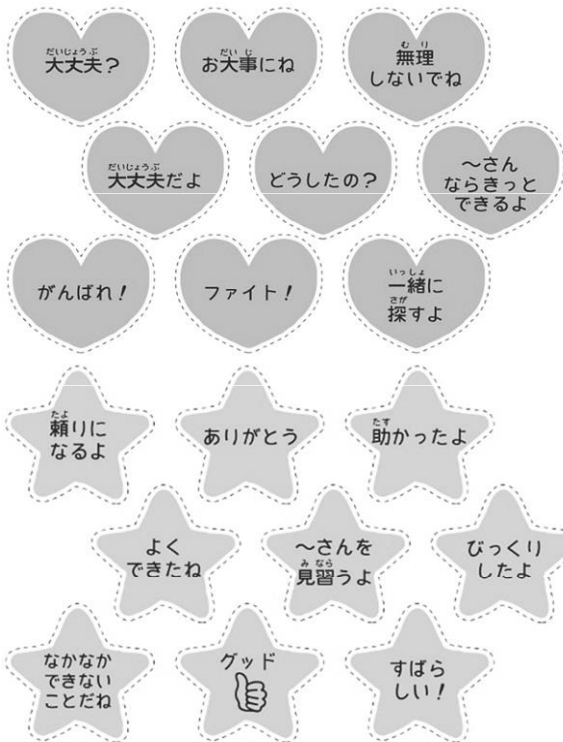 だいじょうぶ
大丈夫?
だいじ
お大事にね
むり
無理
しないでね
だいじょうぶ
大丈夫だよ
どうしたの?
〜さん
ならきっと
できるよ
がんばれ!
ファイト!
いっしょ
一緒に
さが
探すよ
たよ
頼りに
なるよ
ありがとう
たす
助かったよ
よく
できたね
〜さんを
みなら
見習うよ
びっくり
したよ
なかなか
できない
ことだね
グッド
すばら
しい!